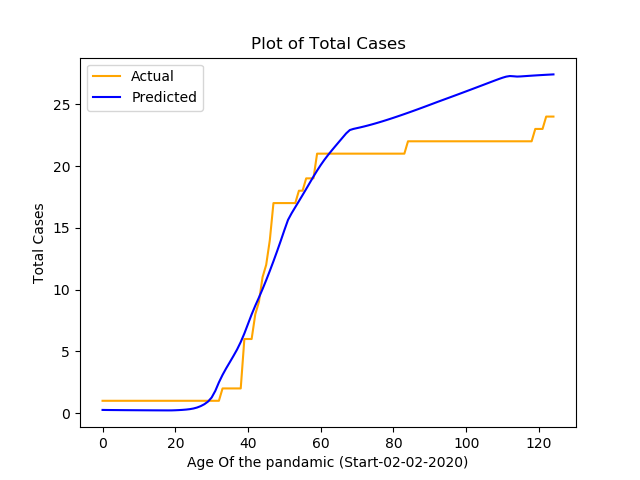 Plot of Total Cases
Actual
Predicted
25
20
15
10
5
0
Total Cases
0 20 40 60 80 100 120
Age Of the pandamic (Start-02-02-2020)